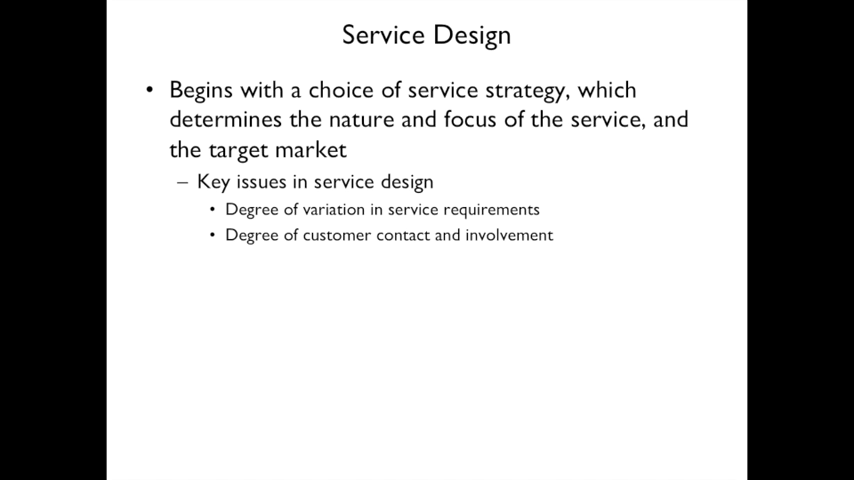 Service Design
• Begins with a choice of service strategy, which
determines the nature and focus of the service, and
the target market
– Key issues in service design
• Degree of variation in service requirements
• Degree of customer contact and involvement